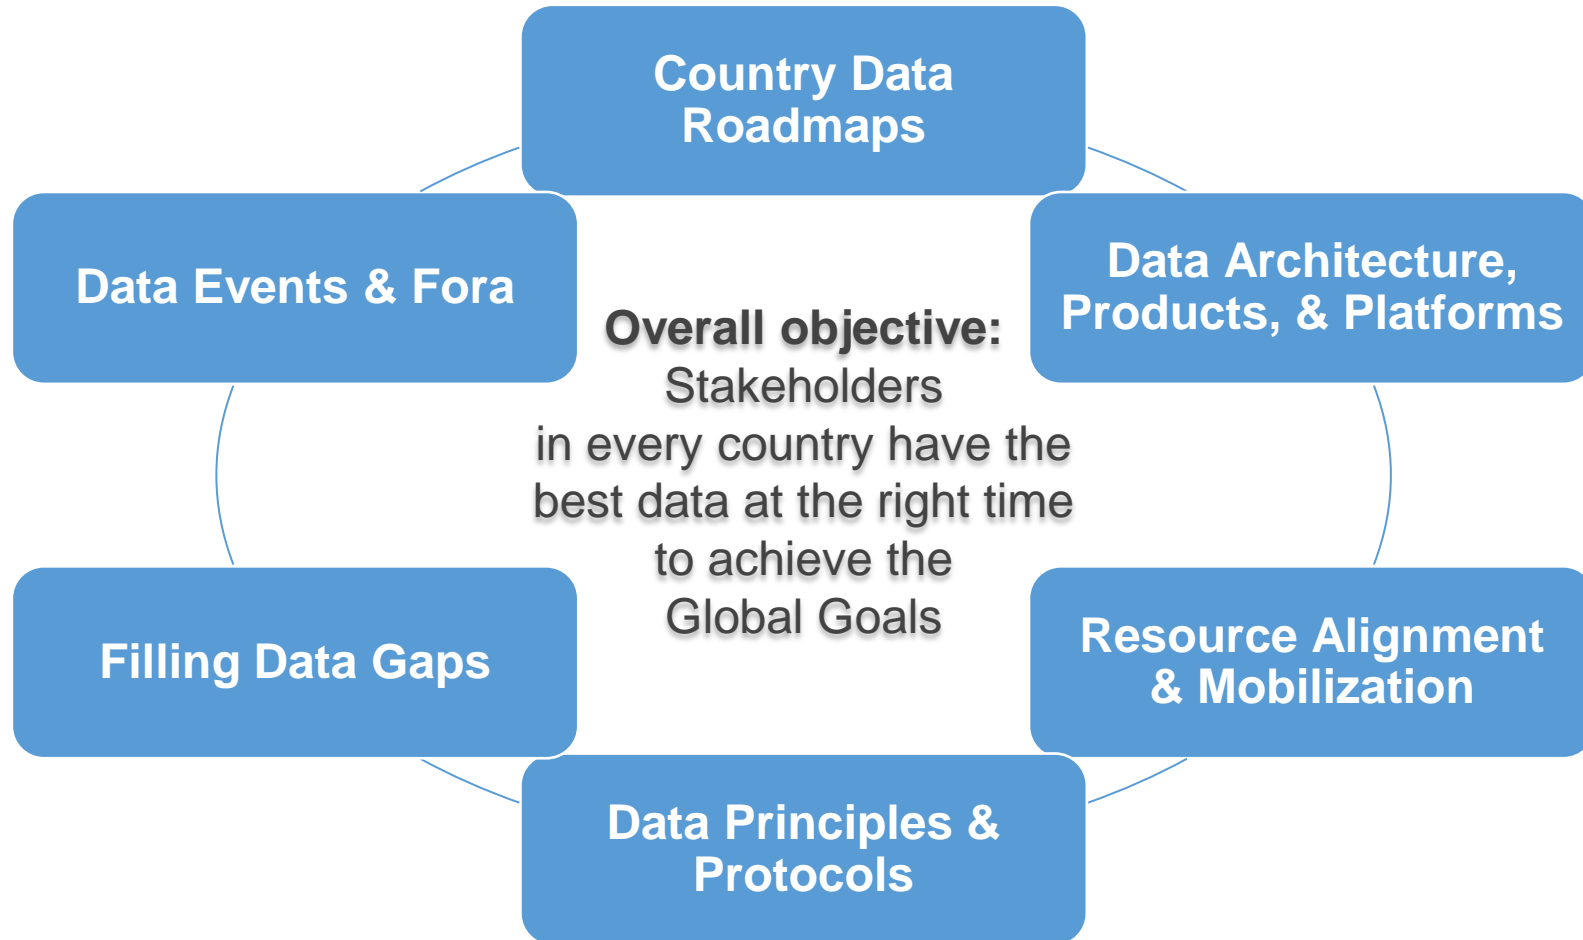 Country Data
Roadmaps
Data Architecture,
Products, & Platforms
Resource Alignment
& Mobilization
Data Principles &
Protocols
Filling Data Gaps
Data Events & Fora
Overall objective:
Stakeholders
in every country have the
best data at the right time
to achieve the
Global Goals